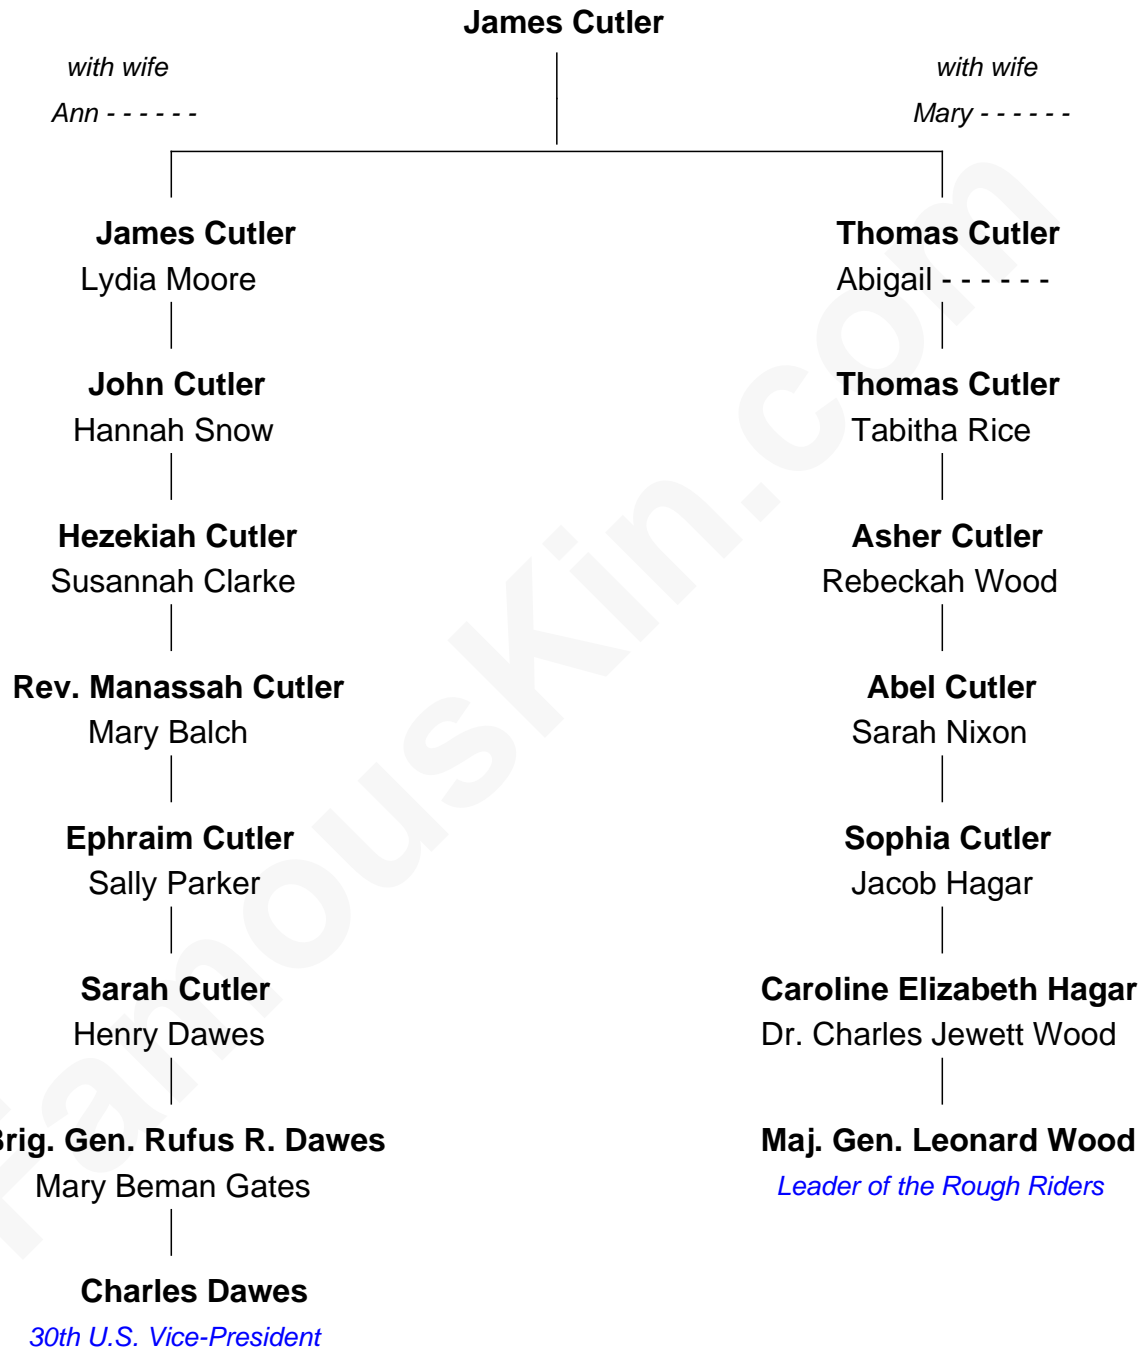 James Cutler
with wife
with wife
Ann - - - - - -
Mary - - - - - -
James Cutler
Thomas Cutler
Lydia Moore
Abigail - - - - - -
John Cutler
Thomas Cutler
Hannah Snow
Tabitha Rice
Hezekiah Cutler
Asher Cutler
Susannah Clarke
Rebeckah Wood
Rev. Manassah Cutler
Abel Cutler
Mary Balch
Sarah Nixon
Ephraim Cutler
Sophia Cutler
Sally Parker
Jacob Hagar
Sarah Cutler
Caroline Elizabeth Hagar
Henry Dawes
Dr. Charles Jewett Wood
Brig. Gen. Rufus R. Dawes
Maj. Gen. Leonard Wood
Mary Beman Gates
Leader of the Rough Riders
Charles Dawes
30th U.S. Vice-President
FamousKin.com